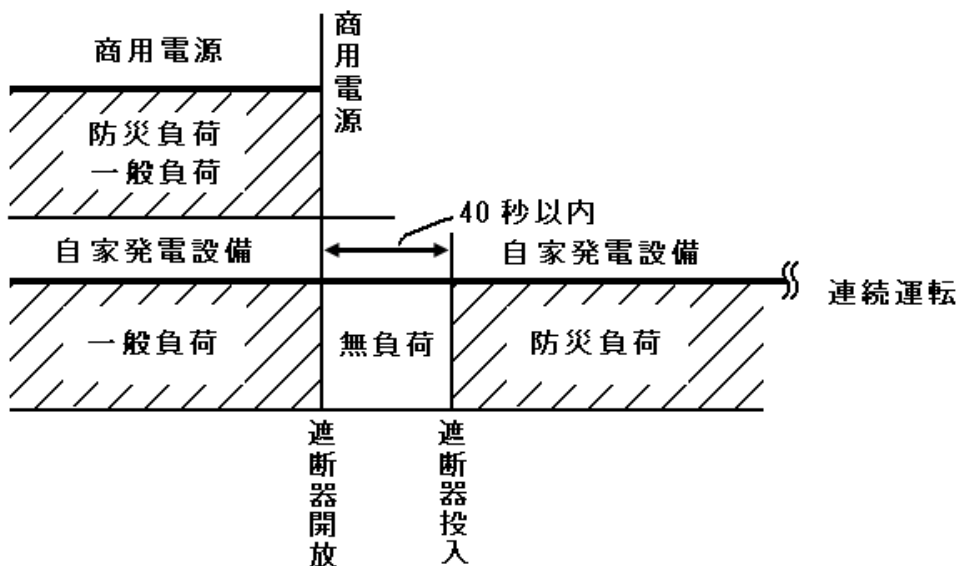 商用電源
商用電源
防災負荷
一般負荷
40秒以内
自家発電設備
自家発電設備
連続運転
一般負荷
無負荷
防災負荷
遮断器開放
遮断器投入